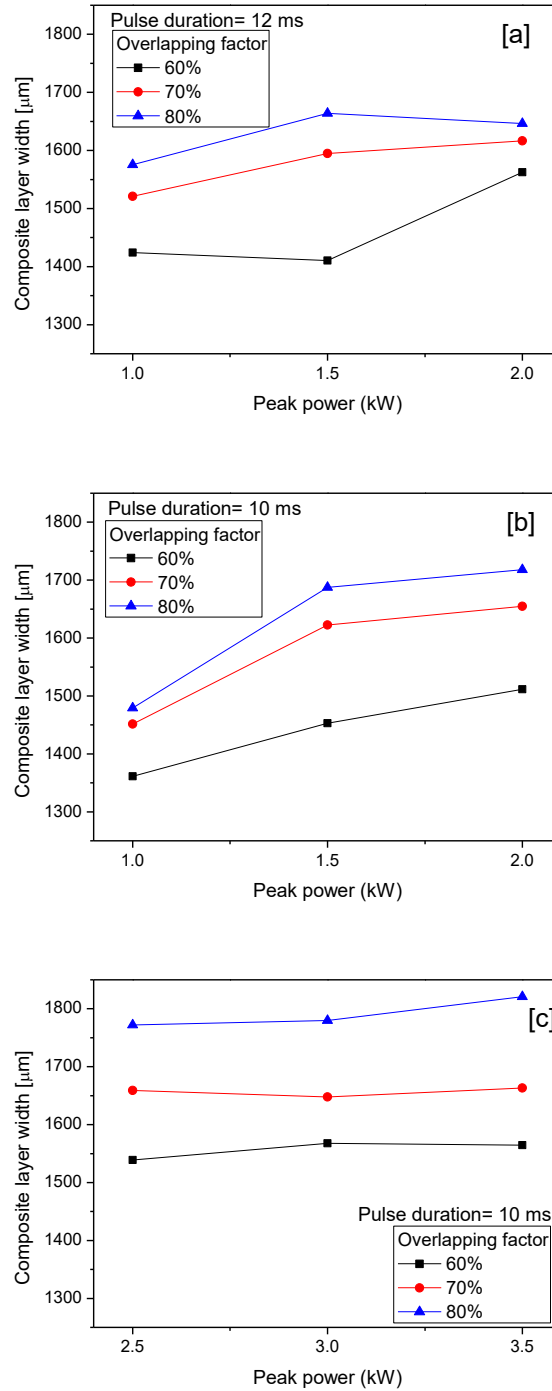 Pulse duration= 12 ms
[a]
Overlapping factor
60%
70%
80%
1800
1700
1600
1500
1400
1300
Composite layer width [μm]
1.0 1.5 2.0
Peak power (kW)
Pulse duration= 10 ms
[b]
Overlapping factor
60%
70%
80%
1800
1700
1600
1500
1400
1300
Composite layer width [μm]
1.0 1.5 2.0
Peak power (kW)
[c]
1800
1700
1600
1500
1400
1300
Composite layer width [μm]
Pulse duration= 10 ms
Overlapping factor
60%
70%
80%
2.5 3.0 3.5
Peak power (kW)